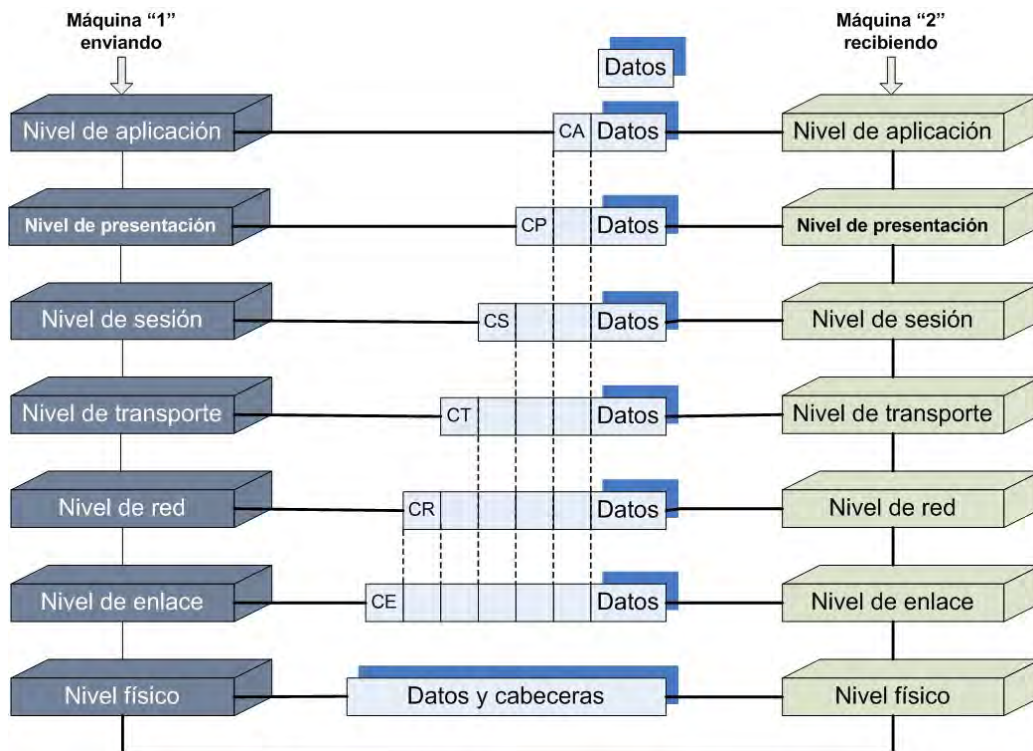 Máquina “1”
enviando
Máquina “2”
recibiendo
Datos
Nivel de aplicación
CA
Datos
Nivel de aplicación
Nivel de presentación
CP
Datos
Nivel de presentación
Nivel de sesión
CS
Datos
Nivel de sesión
Nivel de transporte
CT
Datos
Nivel de transporte
Nivel de red
CR
Datos
Nivel de red
Nivel de enlace
CE
Datos
Nivel de enlace
Nivel físico
Datos y cabeceras
Nivel físico